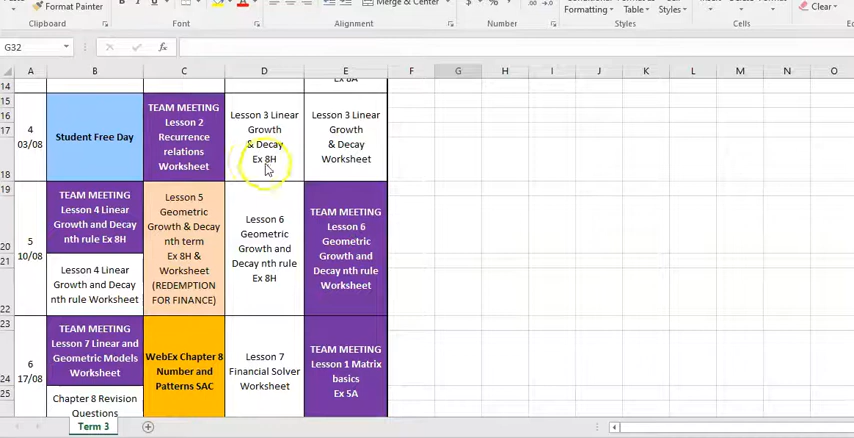 Format Painter
Merge & Center
$
%
Formatting
Table
Styles
Clear
Clipboard
Font
Alignment
Number
Styles
Cells
G32
fx
A B C D E F G H I J K L M N O
14
Ex 8A
15
16
17
18
4
03/08
Student Free Day
TEAM MEETING
Lesson 2
Recurrence
relations
Worksheet
Lesson 3 Linear
Growth
& Decay
Ex 8H
Lesson 3 Linear
Growth
& Decay
Worksheet
19
20
21
22
5
10/08
TEAM MEETING
Lesson 4 Linear
Growth and Decay
nth rule Ex 8H
Lesson 4 Linear
Growth and Decay
nth rule Worksheet
Lesson 5
Geometric
Growth & Decay
nth term
Ex 8H &
Worksheet
(REDEMPTION
FOR FINANCE)
Lesson 6
Geometric
Growth and
Decay nth rule
Ex 8H
TEAM MEETING
Lesson 6
Geometric
Growth and
Decay nth rule
Worksheet
23
24
25
6
17/08
TEAM MEETING
Lesson 7 Linear and
Geometric Models
Worksheet
Chapter 8 Revision
Questions
WebEx Chapter 8
Number and
Patterns SAC
Lesson 7
Financial Solver
Worksheet
TEAM MEETING
Lesson 1 Matrix
basics
Ex 5A
Term 3